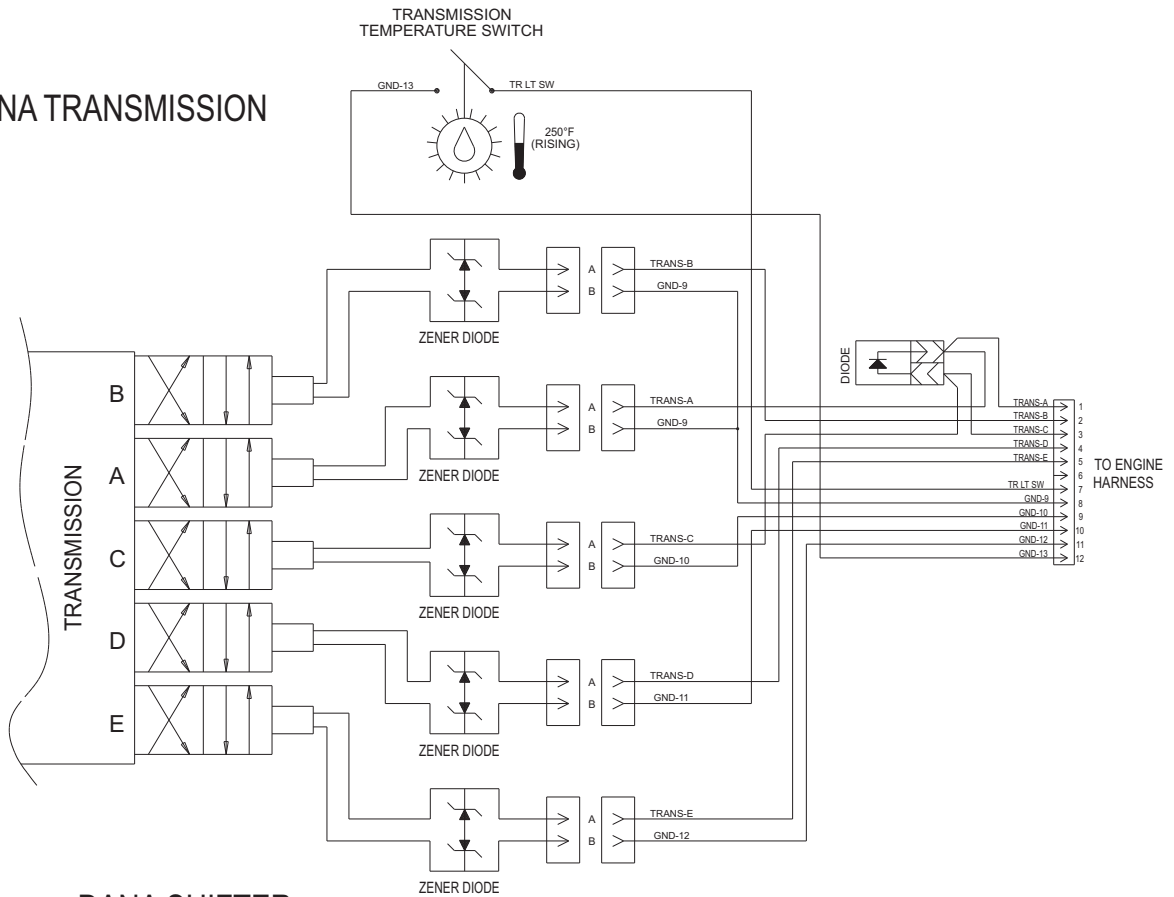 TRANSMISSION
TEMPERATURE SWITCH
GND-13
TR LT SW
NA TRANSMISSION
250°F
(RISING)
A
B
TRANS-B
GND-9
ZENER DIODE
B
DIODE
A
B
TRANS-A
GND-9
ZENER DIODE
A
TRANS-A
1
TRANS-B
2
TRANS-C
3
TRANS-D
4
TRANS-E
5
6
TR LT SW
7
GND-9
8
GND-10
9
GND-11
10
GND-12
11
GND-13
12
TO ENGINE
HARNESS
TRANSMISSION
C
A
B
TRANS-C
GND-10
ZENER DIODE
D
A
B
TRANS-D
GND-11
ZENER DIODE
E
A
B
TRANS-E
GND-12
ZENER DIODE